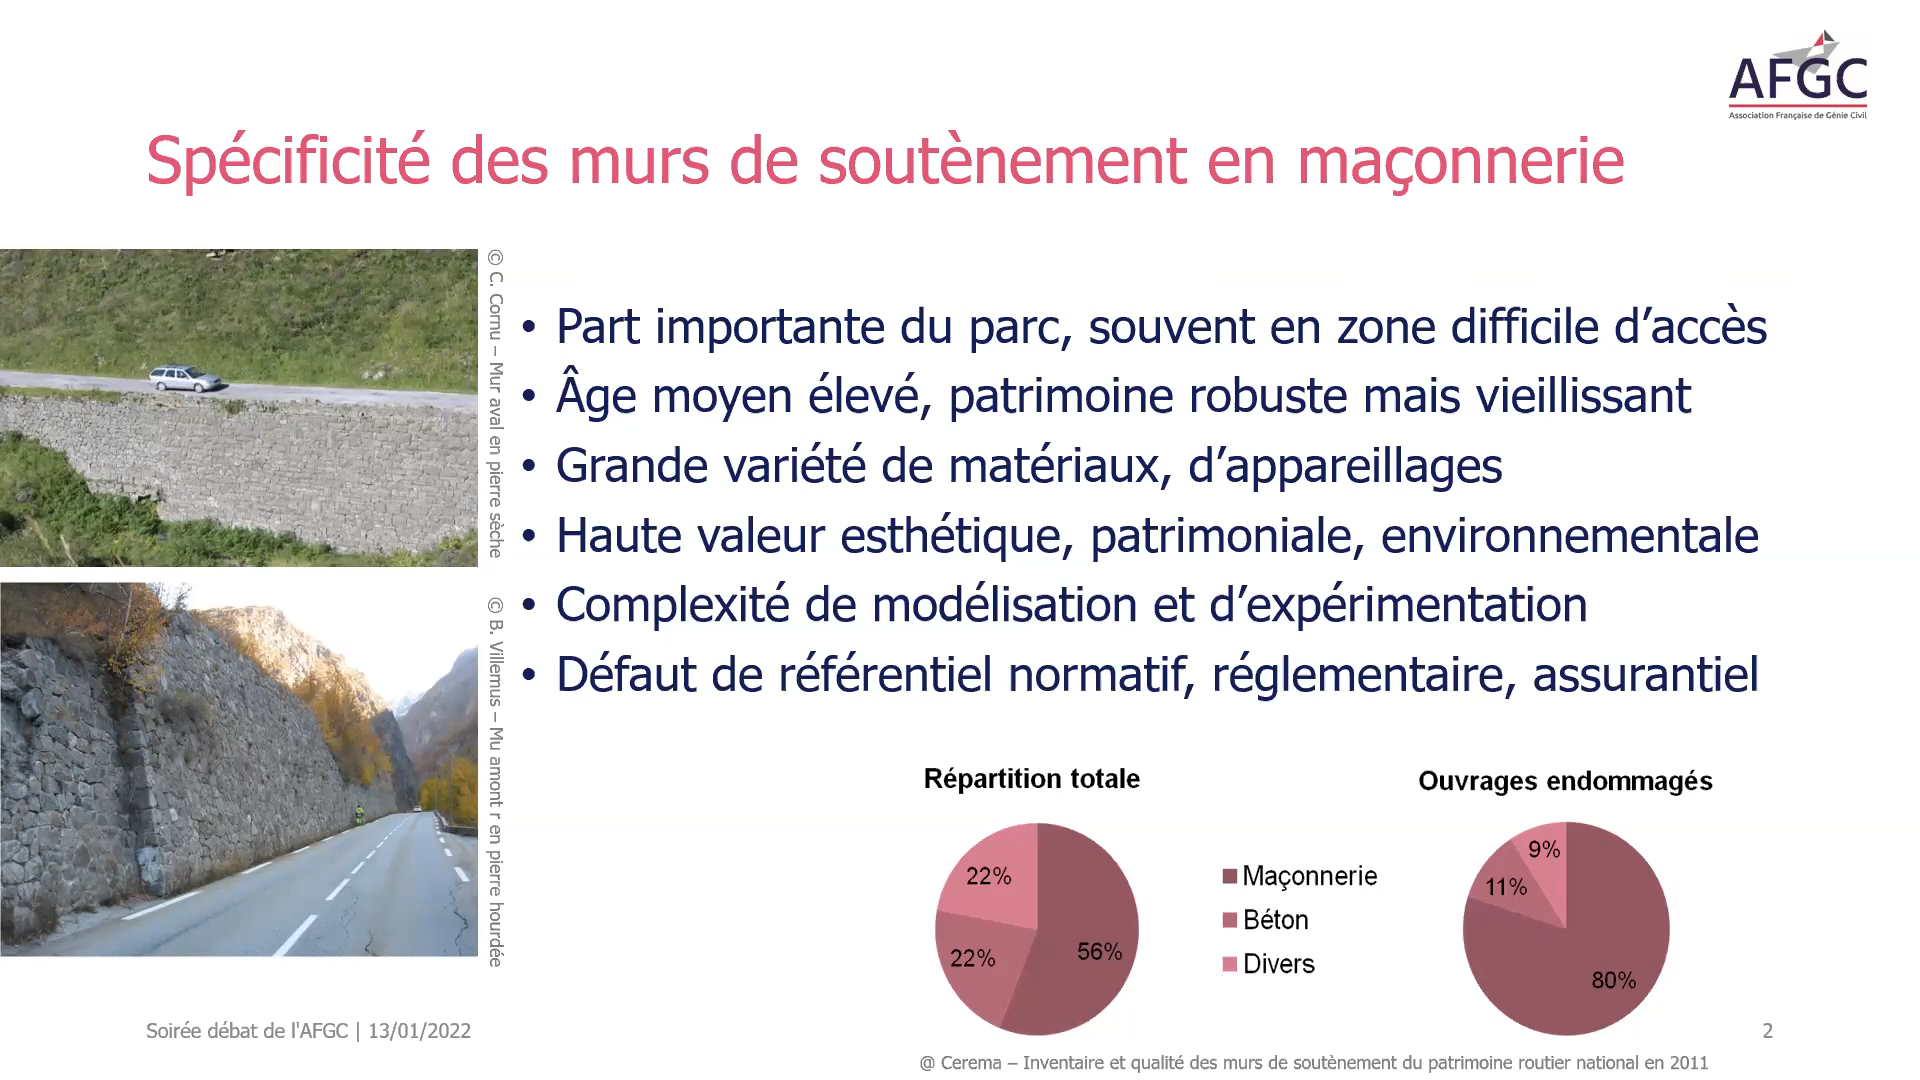 AFGC
Association Française de Génie Civil
Spécificité des murs de soutènement en maçonnerie
© C. Cornu – Mur aval en pierre sèche
© B. Villemus – Mu amont r en pierre hourdée
• Part importante du parc, souvent en zone difficile d’accès
• Âge moyen élevé, patrimoine robuste mais vieillissant
• Grande variété de matériaux, d’appareillages
• Haute valeur esthétique, patrimoniale, environnementale
• Complexité de modélisation et d’expérimentation
• Défaut de référentiel normatif, réglementaire, assurantiel
Répartition totale
22%
22%
56%
Maçonnerie
Béton
Divers
Ouvrages endommagés
9%
11%
80%
Soirée débat de l'AFGC | 13/01/2022
2
@ Cerema – Inventaire et qualité des murs de soutènement du patrimoine routier national en 2011